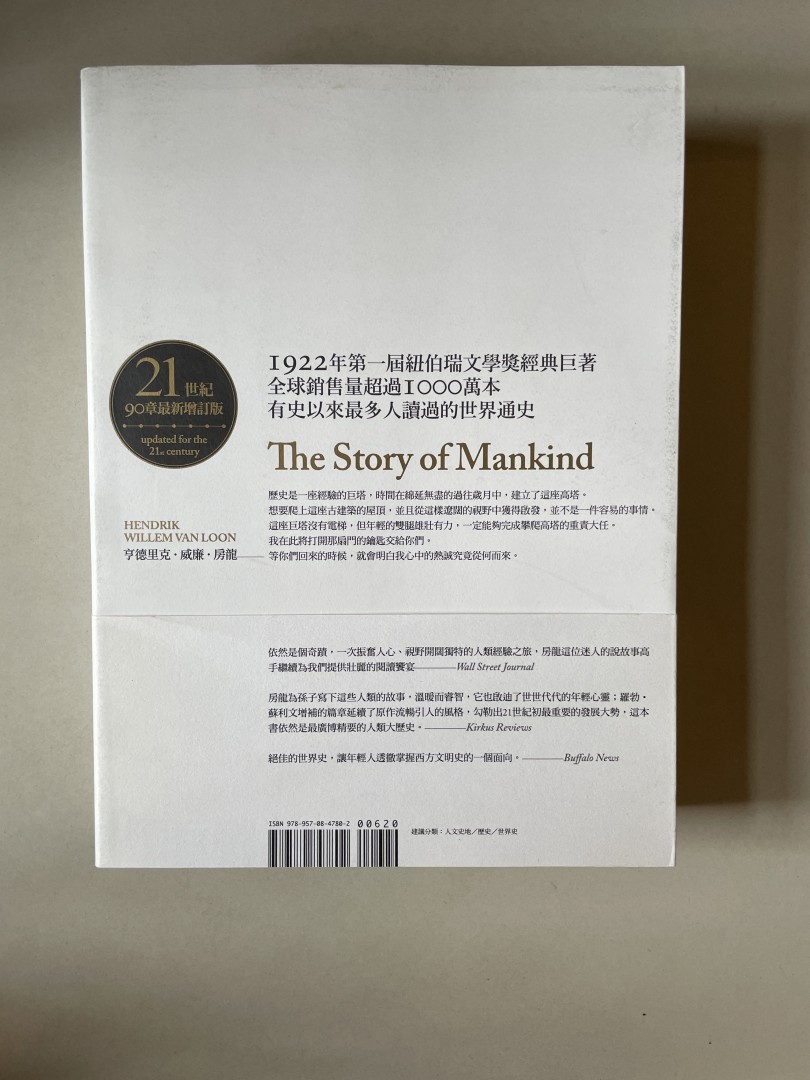 21世紀
90章最新增訂版
updated for the
21st century
1922年第一屆紐伯瑞文學獎經典巨著
全球銷售量超過1000萬本
有史以來最多人讀過的世界通史
The Story of Mankind
歷史是一座經驗的巨塔，時間在綿延無盡的過往歲月中，建立了這座高塔。
想要爬上這座古建築的屋頂，並且從這樣遼闊的視野中獲得啟發，並不是一件容易的事情。
這座巨塔沒有電梯，但年輕的雙腿雄壯有力，一定能夠完成攀爬高塔的重責大任。
我在此將打開那扇門的鑰匙交給你們。
等你們回來的時候，就會明白我心中的熱誠究竟從何而來。
HENDRIK
WILLEM VAN LOON
亨德里克・威廉・房龍——
依然是個奇蹟，一次振奮人心、視野開闊獨特的人類經驗之旅，房龍這位迷人的說故事高
手繼續為我們提供壯麗的閱讀饗宴————Wall Street Journal
房龍為孫子寫下這些人類的故事，溫暖而睿智，它也啟迪了世世代代的年輕心靈；羅勃・
蘇利文增補的篇章延續了原作流暢引人的風格，勾勒出21世紀初最重要的發展大勢，這本
書依然是最廣博精要的人類大歷史。————Kirkus Reviews
絕佳的世界史，讓年輕人透徹掌握西方文明史的一個面向。————Buffalo News
ISBN 978-957-08-4780-2 00620
建議分類：人文史地／歷史／世界史